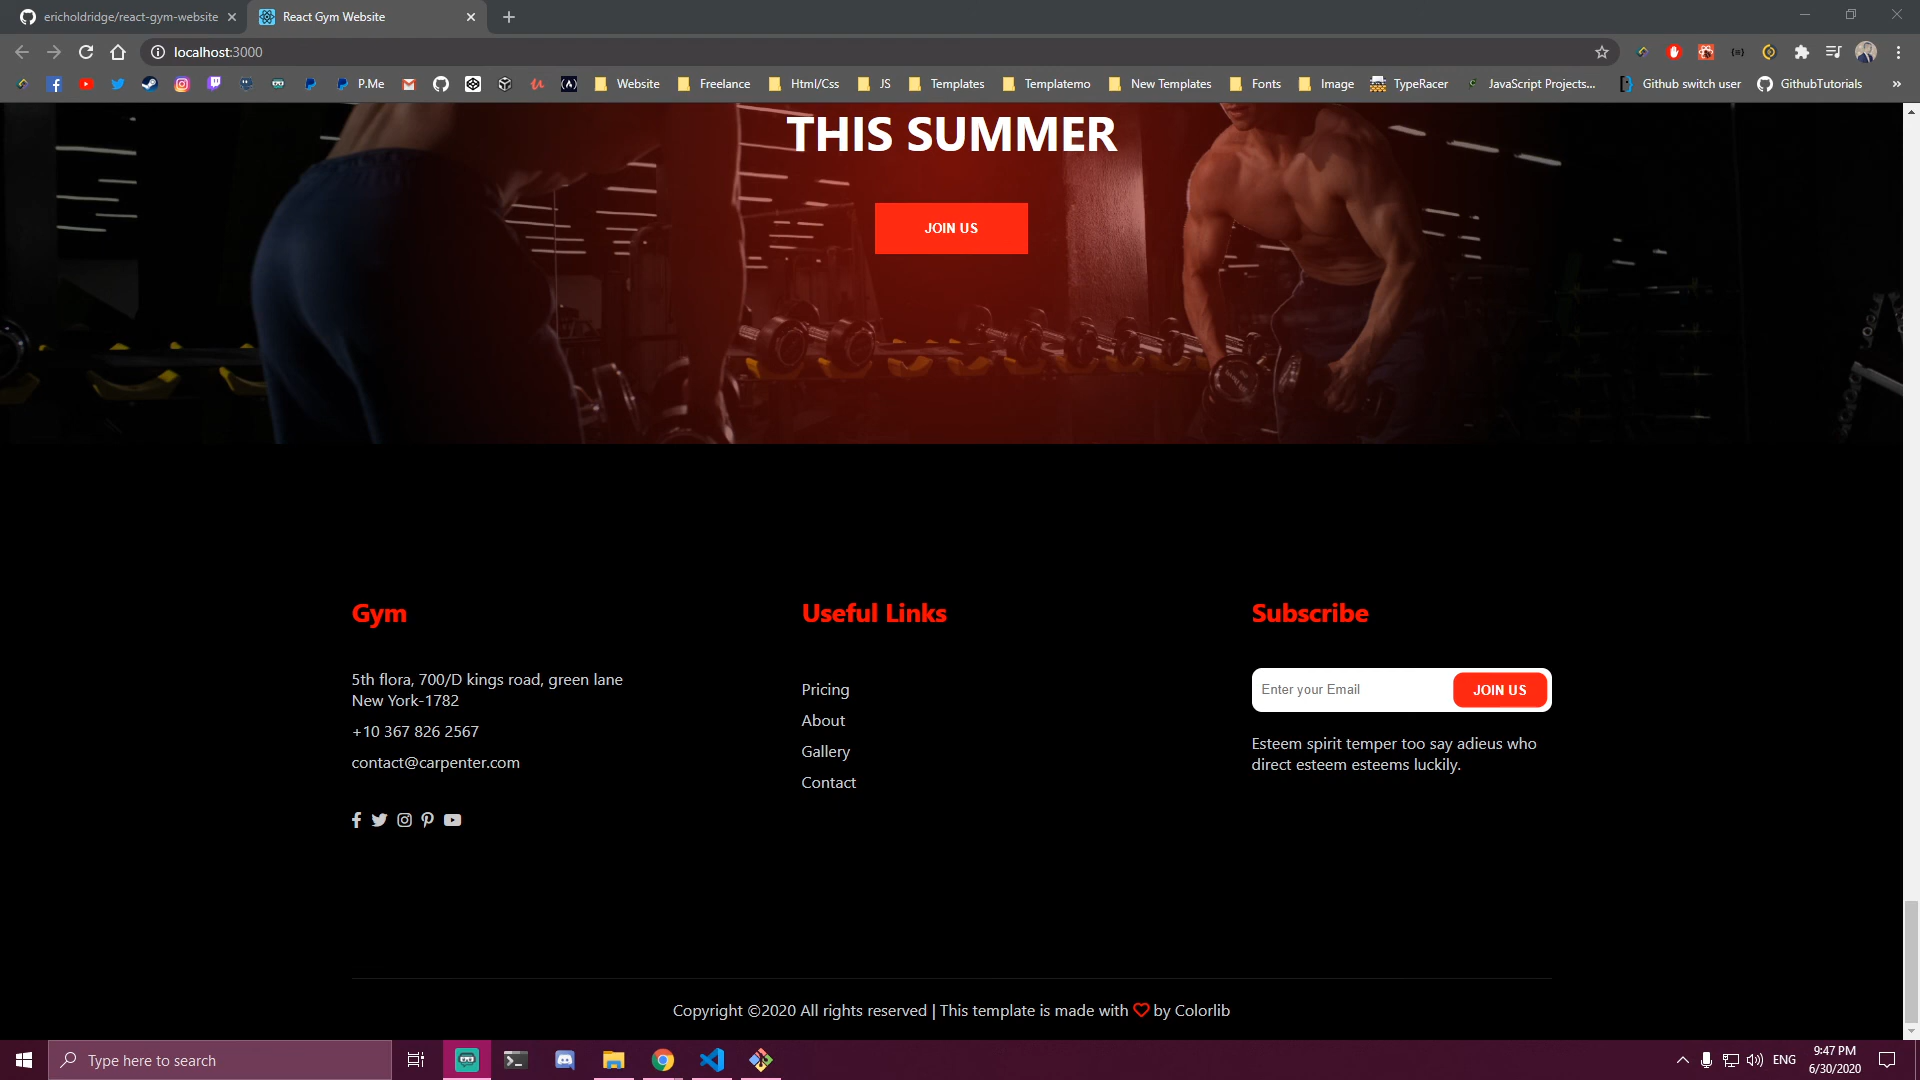 ericholdridge/react-gym-website
React Gym Website
localhost:3000
P.Me
Website
Freelance
Html/Css
JS
Templates
Templatemo
New Templates
Fonts
Image
TypeRacer
JavaScript Projects...
Github switch user
GithubTutorials
»
THIS SUMMER
JOIN US
Gym
5th flora, 700/D kings road, green lane
New York-1782
+10 367 826 2567
contact@carpenter.com
Useful Links
Pricing
About
Gallery
Contact
Subscribe
Enter your Email
JOIN US
Esteem spirit temper too say adieus who
direct esteem esteems luckily.
Copyright ©2020 All rights reserved | This template is made with by Colorlib
Type here to search
ENG
9:47 PM
6/30/2020